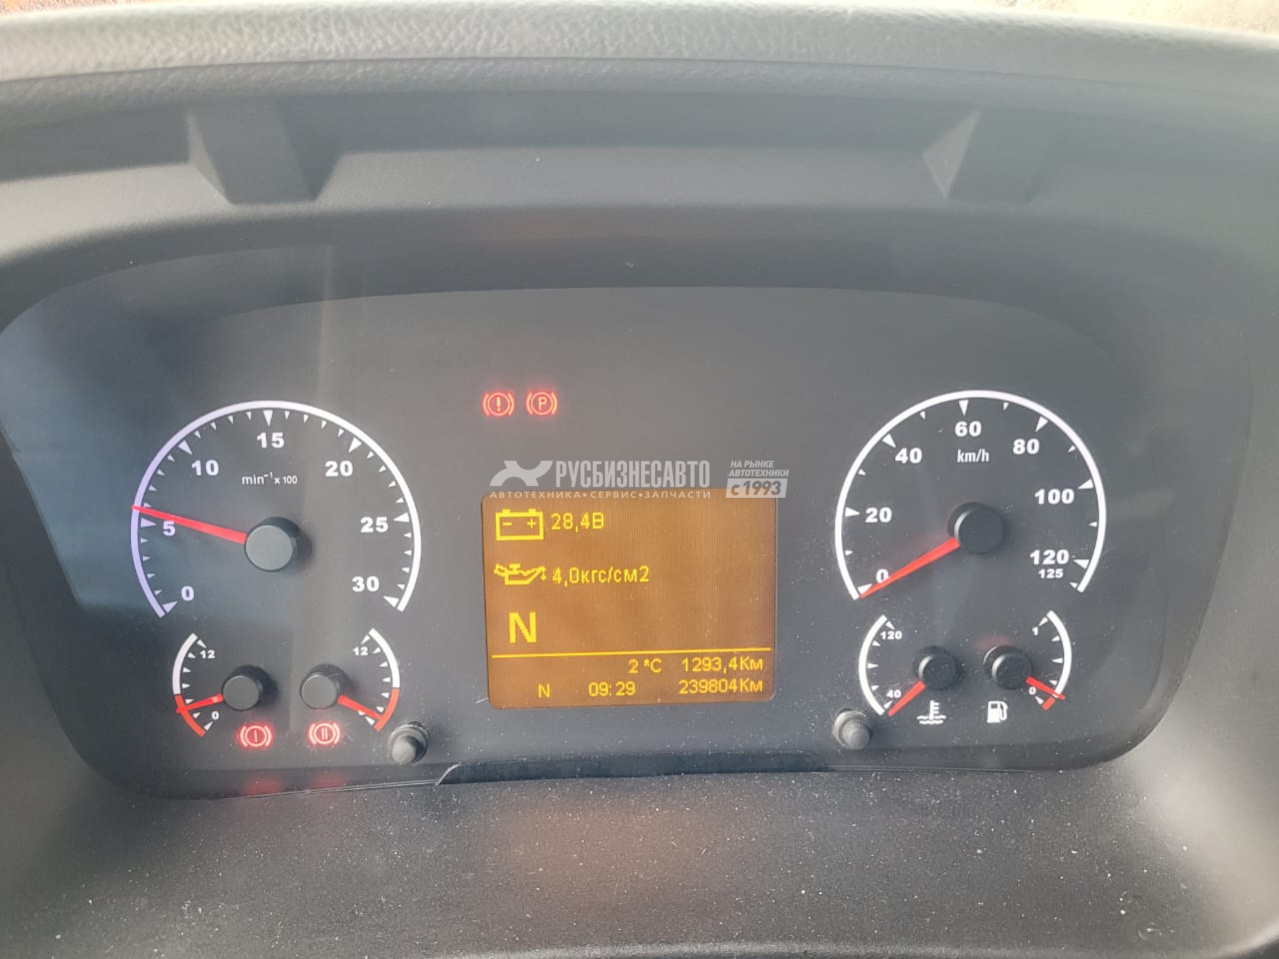 15
10
20
min⁻¹ x 100
5
25
0
30
12
0
12
P
РУСБИЗНЕСАВТО
АВТОТЕХНИКА • СЕРВИС • ЗАПЧАСТИ
НА РЫНКЕ
АВТОТЕХНИКИ
с 1993
28,4В
4,0кгс/см2
N
2 °C 1293,4Км
N 09:29 239804Км
60
40
80
km/h
20
100
0
120
125
120
40
1
0